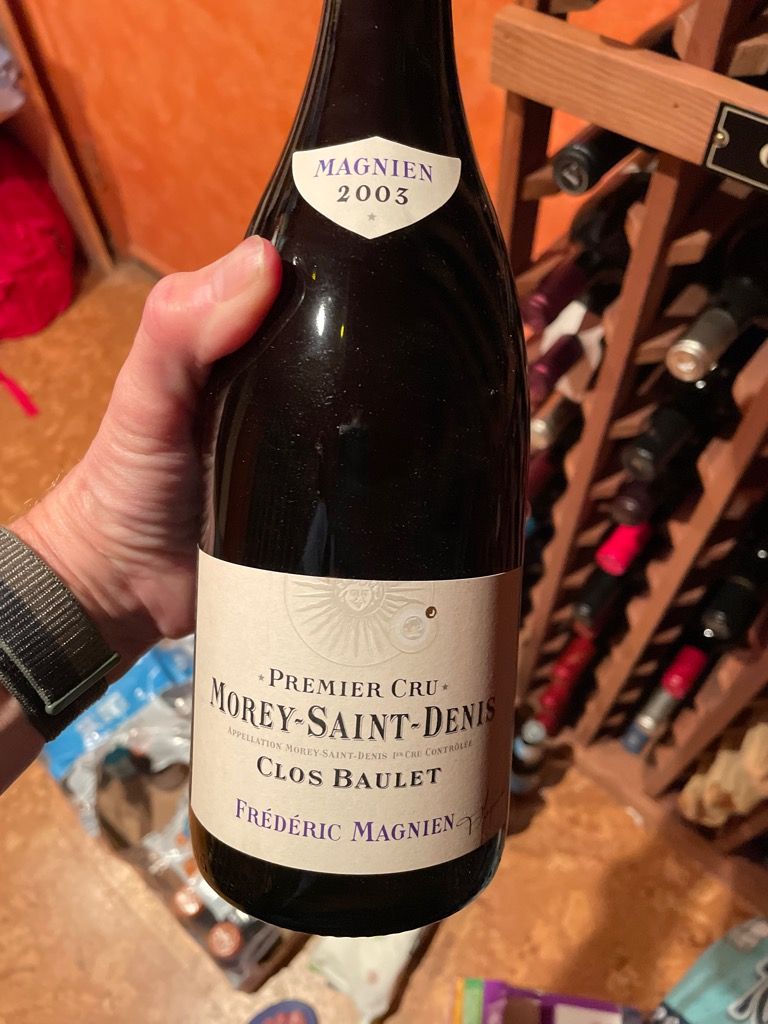 MAGNIEN
2003
PREMIER CRU
MOREY-SAINT-DENIS
APPELLATION MOREY-SAINT-DENIS 1ER CRU CONTRÔLÉE
CLOS BAULET
FRÉDÉRIC MAGNIEN